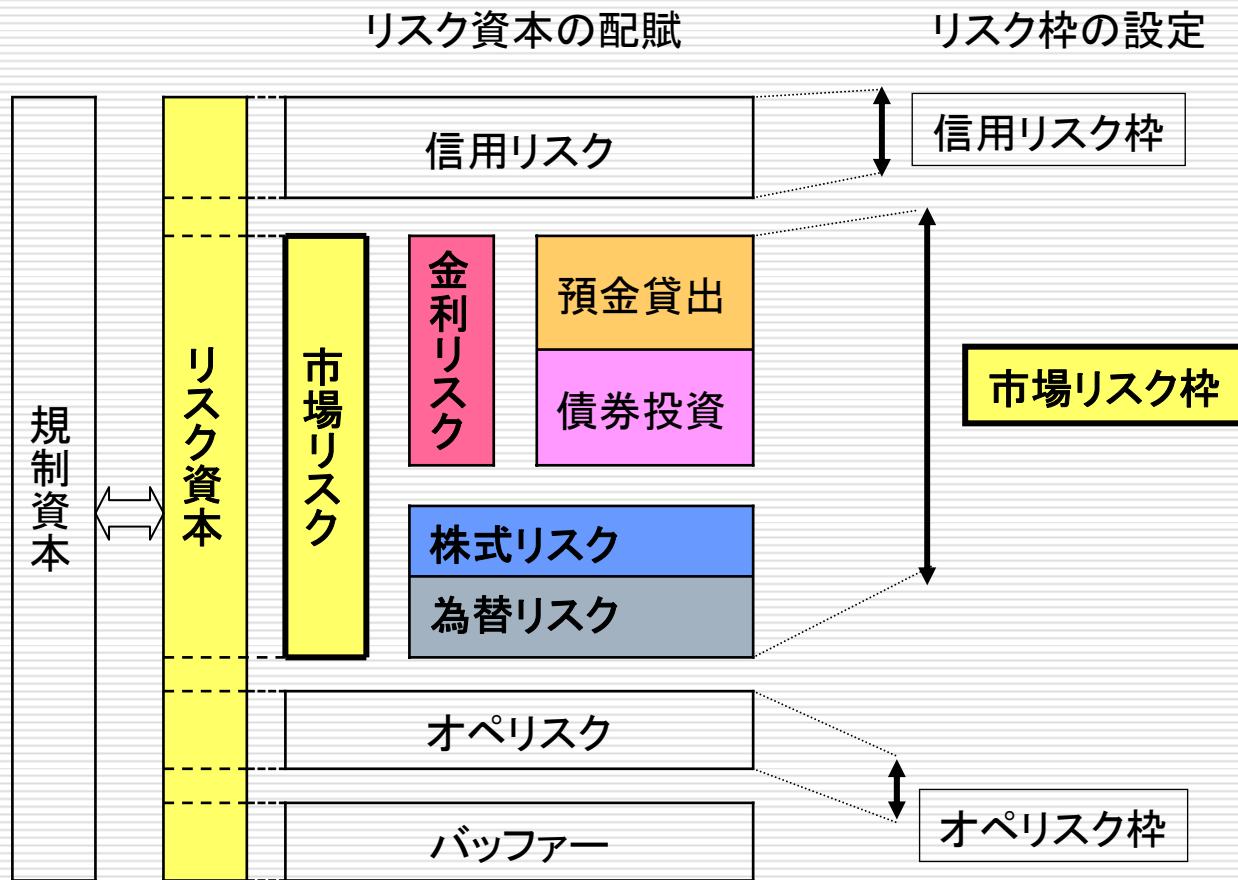 リスク資本の配賦
リスク枠の設定
規制資本
リスク資本
信用リスク
信用リスク枠
市場リスク
金利リスク
預金貸出
債券投資
市場リスク枠
株式リスク
為替リスク
オペリスク
オペリスク枠
バッファー